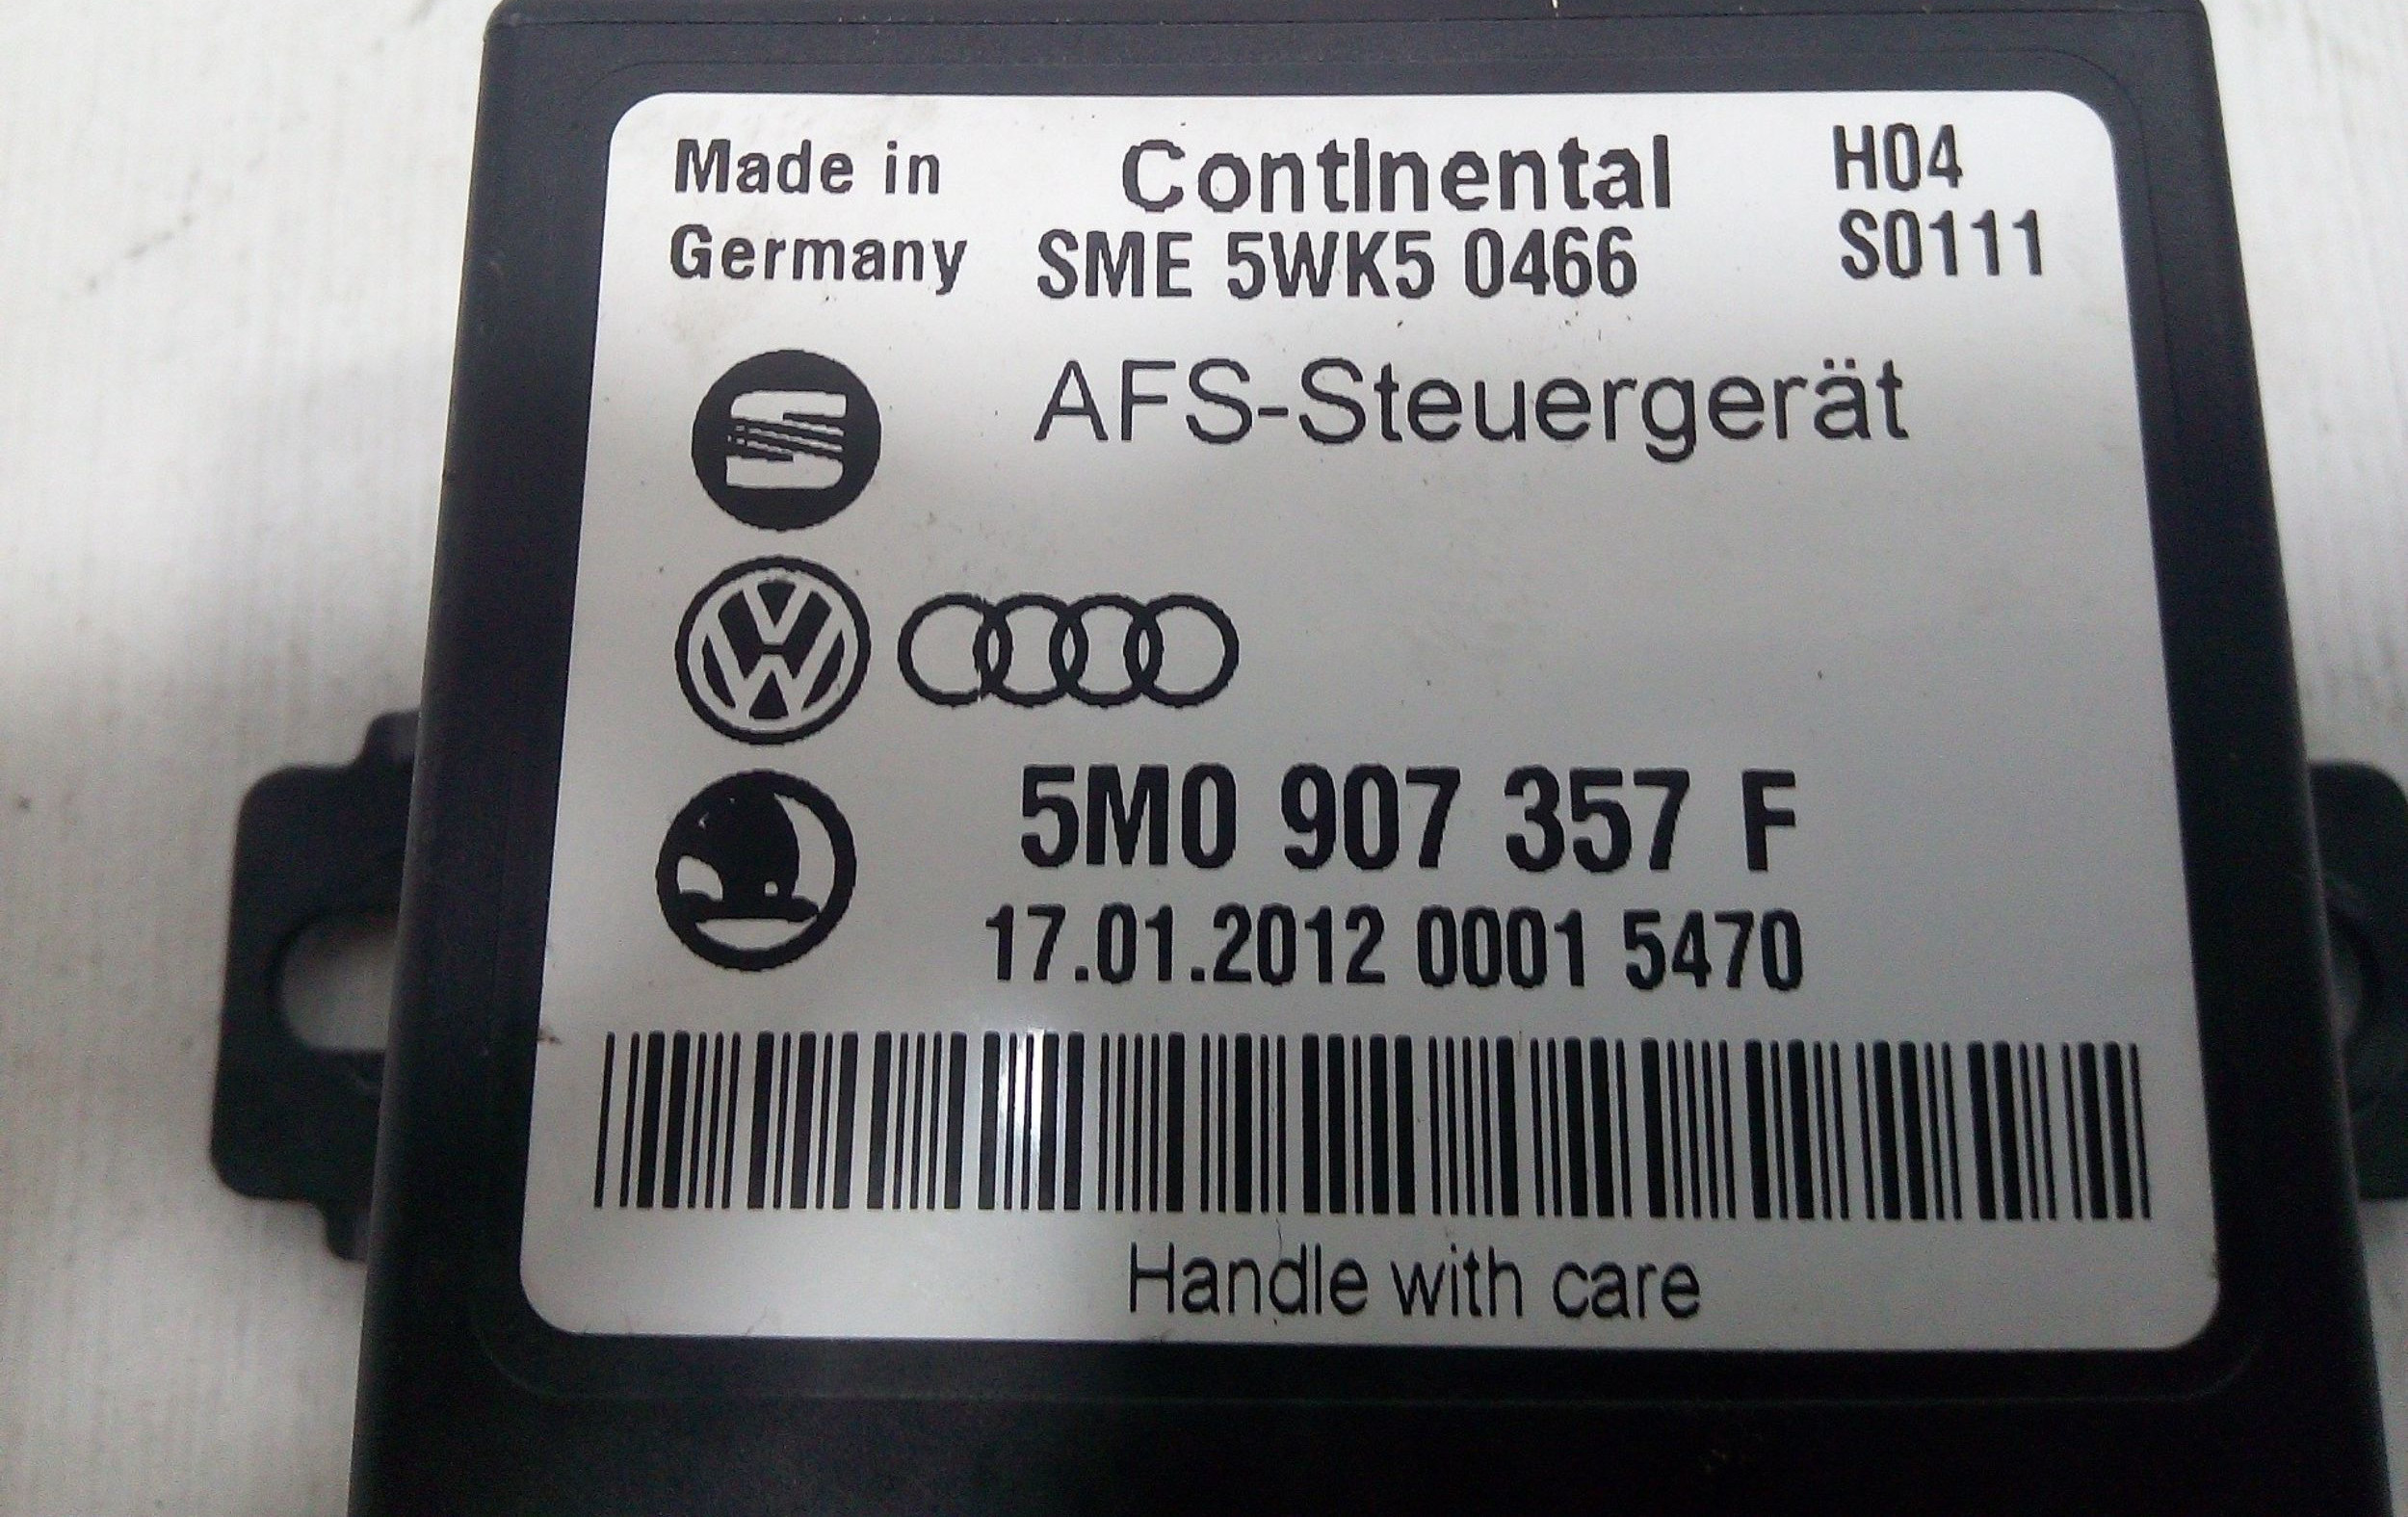 Made in
Germany
ContInental
SME 5WK5 0466
H04
S0111
AFS-Steuergerät
5M0 907 357 F
17.01.2012 0001 5470
Handle with care